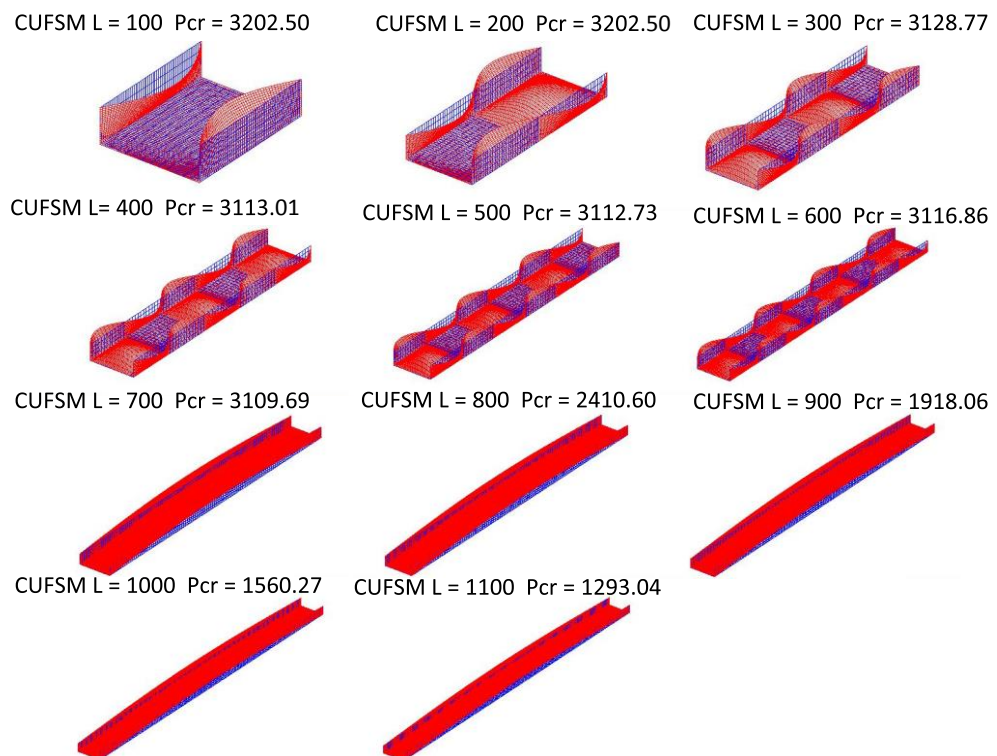 CUFSM L = 100 Pcr = 3202.50
CUFSM L = 200 Pcr = 3202.50
CUFSM L = 300 Pcr = 3128.77
CUFSM L= 400 Pcr = 3113.01
CUFSM L = 500 Pcr = 3112.73
CUFSM L = 600 Pcr = 3116.86
CUFSM L = 700 Pcr = 3109.69
CUFSM L = 800 Pcr = 2410.60
CUFSM L = 900 Pcr = 1918.06
CUFSM L = 1000 Pcr = 1560.27
CUFSM L = 1100 Pcr = 1293.04